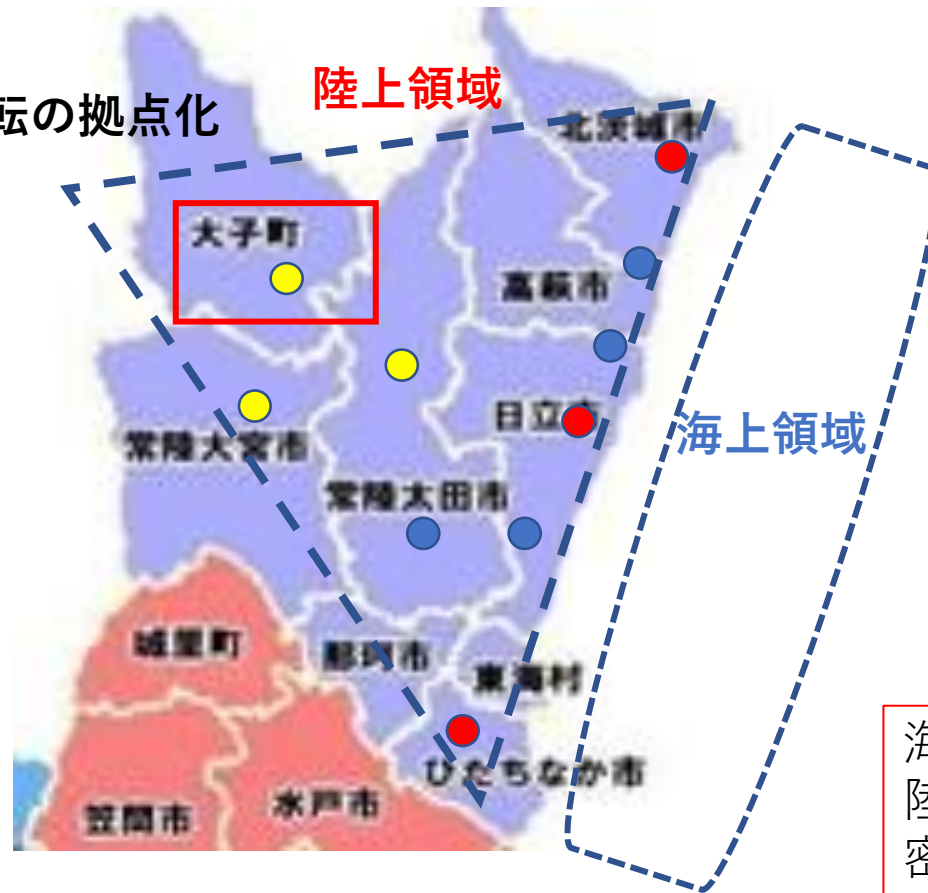 陸上領域
転の拠点化
北茨城市
大子町
高萩市
日立市
海上領域
常陸大宮市
常陸太田市
城里町
那珂市
東海村
ひたちなか市
水戸市
笠間市
海
陸
密